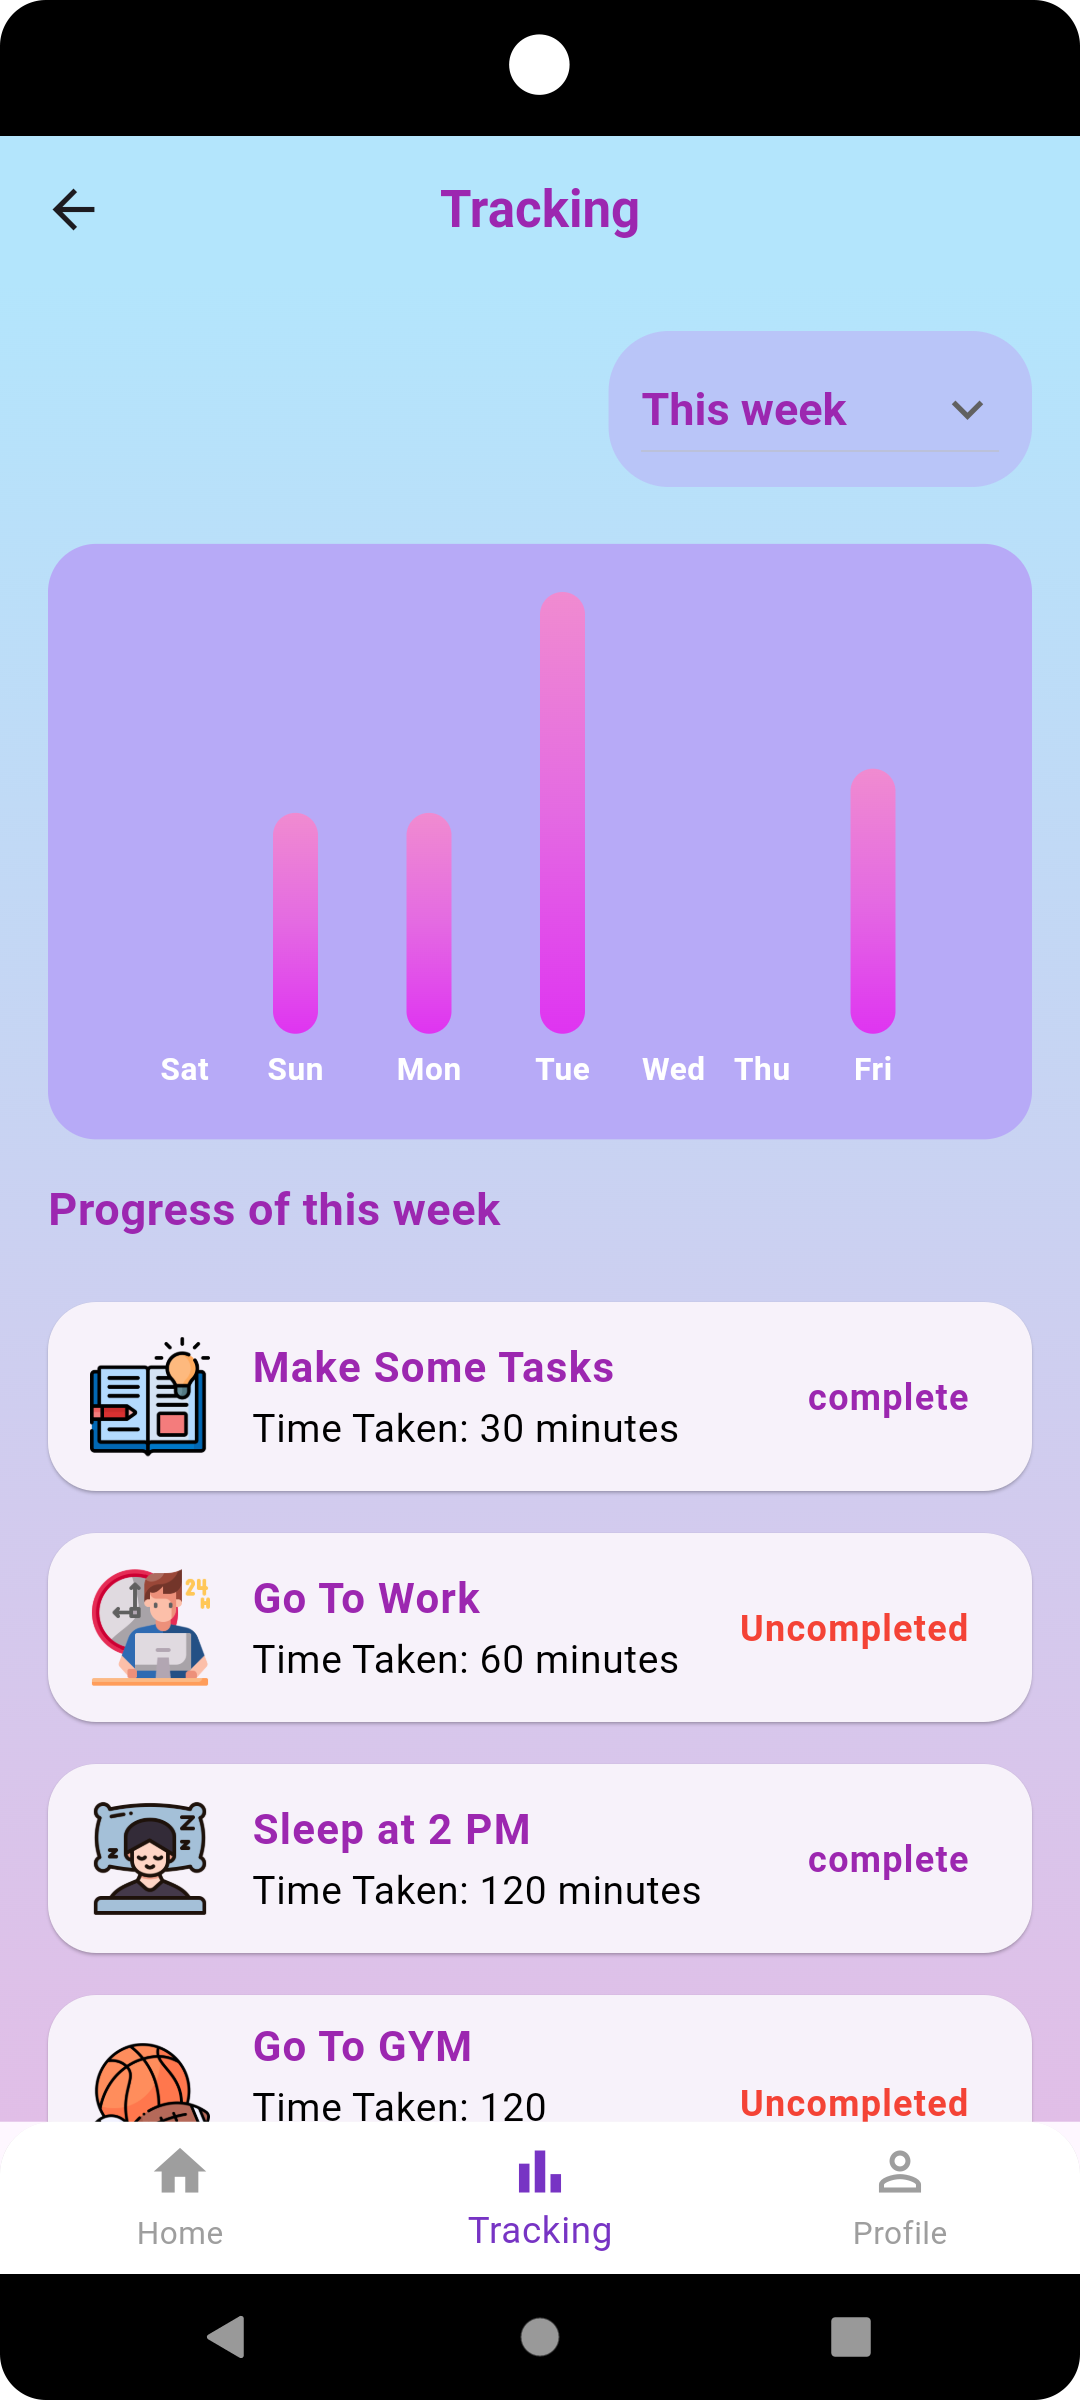 Tracking
This week
Sat Sun Mon Tue Wed Thu Fri
Progress of this week
Make Some Tasks
Time Taken: 30 minutes
complete
24
H
Go To Work
Time Taken: 60 minutes
Uncompleted
Z
z
z
Sleep at 2 PM
Time Taken: 120 minutes
complete
Go To GYM
Time Taken: 120
Uncompleted
Home
Tracking
Profile